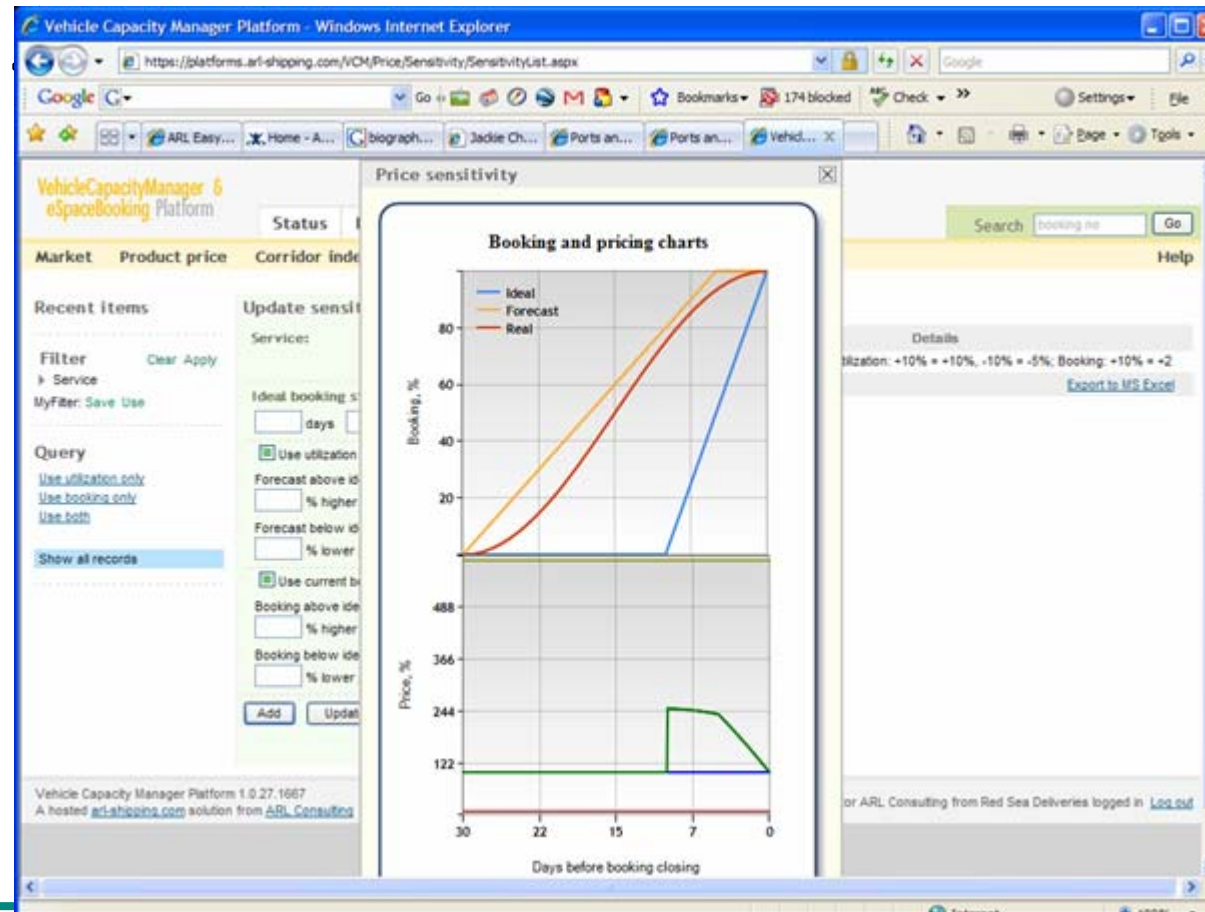 Vehicle Capacity Manager Platform - Windows Internet Explorer
https://platforms.arl-shipping.com/VCM/Price/Sensitivity/SensitivityList.aspx
Google
Google G
Go
Bookmarks
174 blocked
Check
Settings
File
ARL Easy...
Home - A...
biograph...
Jackie Ch...
Ports an...
Ports an...
Vehicl... X
Page
Tools
VehicleCapacityManager &
eSpaceBooking Platform
Status
Search booking no Go
Market Product price Corridor inde
Help
Recent items
Filter Clear Apply
Service
MyFilter: Save Use
Query
Use utilization only
Use booking only
Use both
Show all records
Update sensit
Service:
Ideal booking s
days
Use utilization
Forecast above id
% higher
Forecast below id
% lower
Use current b
Booking above ide
% higher
Booking below ide
% lower
Add Updat
Price sensitivity
Booking and pricing charts
Ideal
Forecast
Real
Booking, %
80
60
40
20
Price, %
488
366
244
122
30 22 15 7 0
Days before booking closing
Details
ilization: +10% = +10%, -10% = -5%; Booking: +10% = +2
Export to MS Excel
Vehicle Capacity Manager Platform 1.0.27.1667
A hosted arl-shipping.com solution from ARL Consulting
or ARL Consulting from Red Sea Deliveries logged in Log out